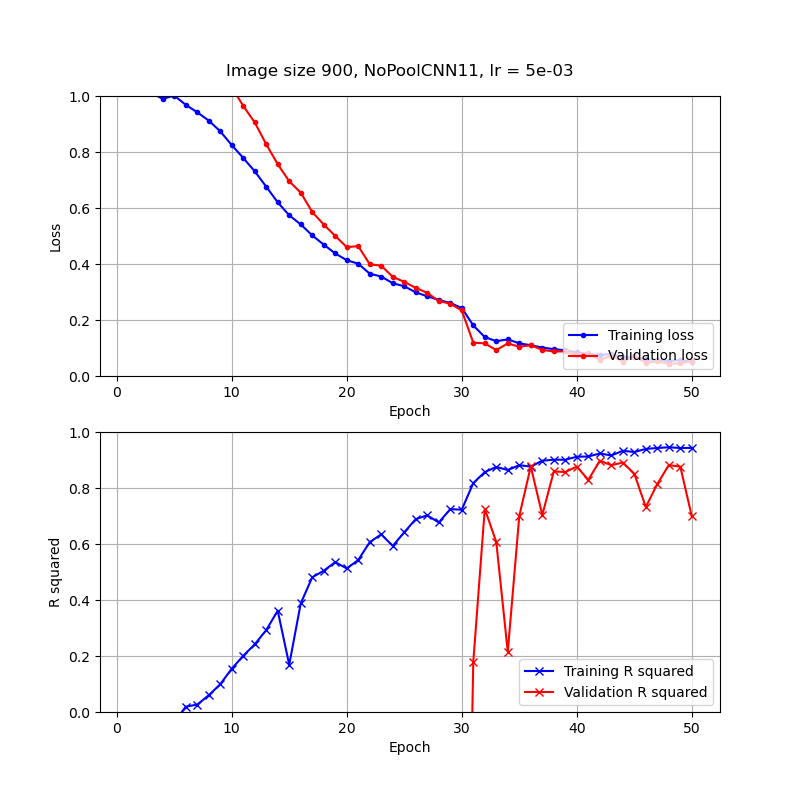 Image size 900, NoPoolCNN11, lr = 5e-03
1.0
0.8
0.6
0.4
0.2
0.0
Loss
Training loss
Validation loss
0 10 20 30 40 50
Epoch
1.0
0.8
0.6
0.4
0.2
0.0
R squared
Training R squared
Validation R squared
0 10 20 30 40 50
Epoch